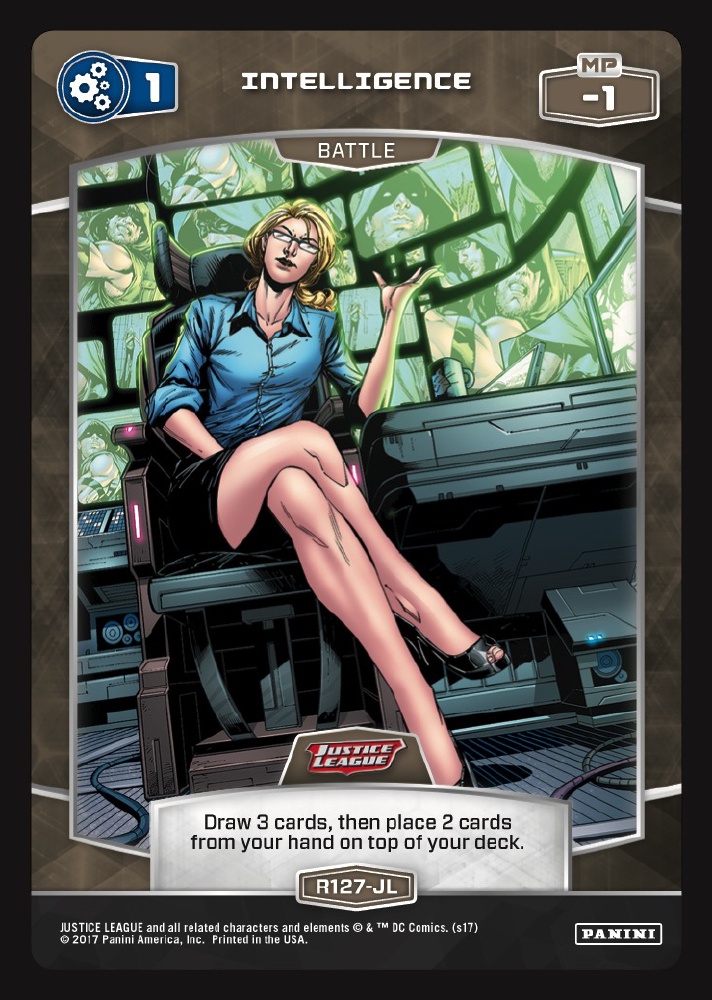 1
INTELLIGENCE
MP
-1
BATTLE
JUSTICE
LEAGUE
Draw 3 cards, then place 2 cards
from your hand on top of your deck.
R127-JL
JUSTICE LEAGUE and all related characters and elements © & ™ DC Comics. (s17)
© 2017 Panini America, Inc. Printed in the USA.
PANINI